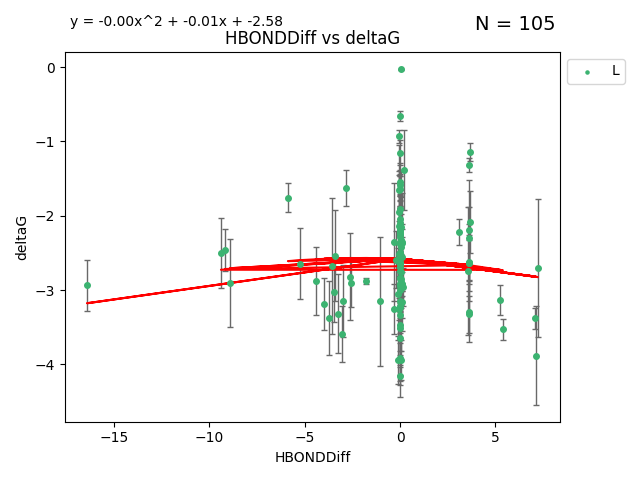 y = -0.00x^2 + -0.01x + -2.58
N = 105
HBONDDiff vs deltaG
L
deltaG
0
−1
−2
−3
−4
−15
−10
−5
0
5
HBONDDiff